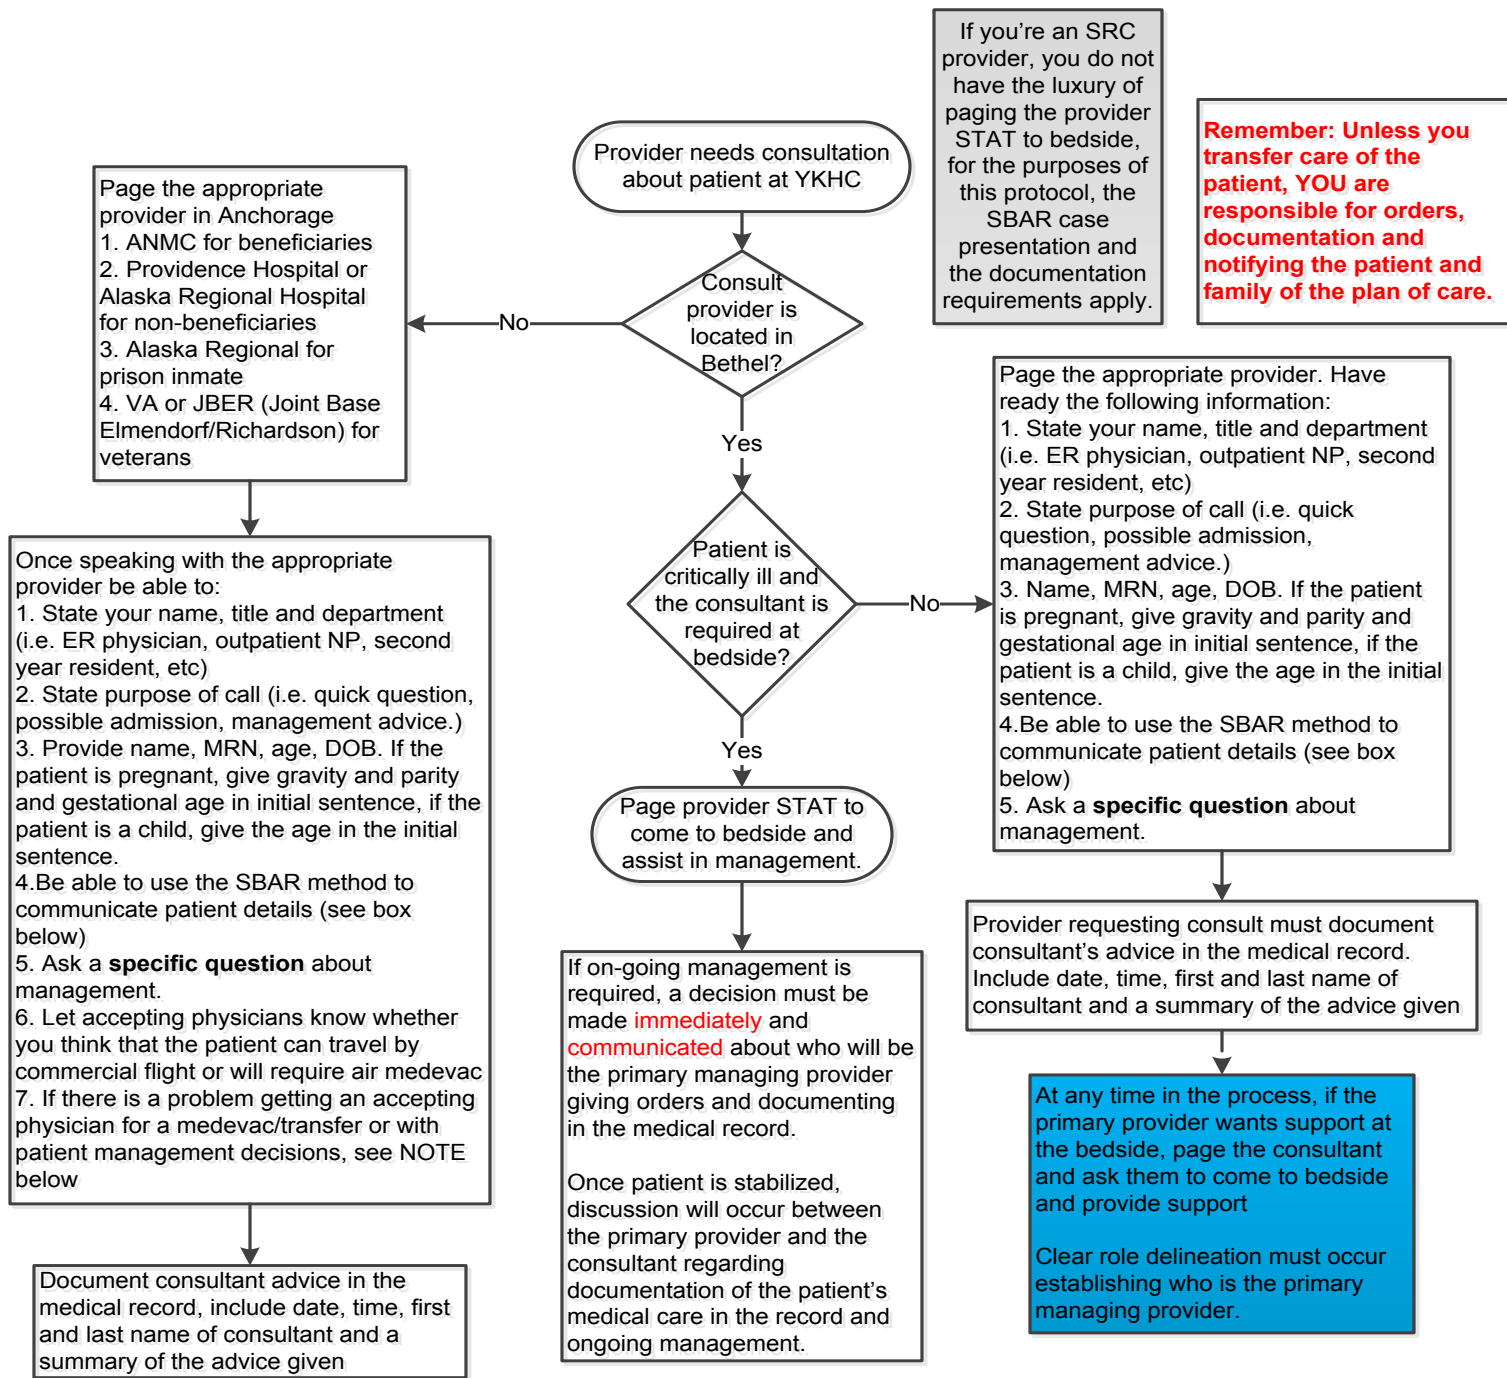 If you're an SRC
provider, you do not
have the luxury of
paging the provider
STAT to bedside,
for the purposes of
this protocol, the
SBAR case
presentation and
the documentation
requirements apply.
Remember: Unless you
transfer care of the
patient, YOU are
responsible for orders,
documentation and
notifying the patient and
family of the plan of care.
Provider needs consultation
about patient at YKHC
Consult
provider is
located in
Bethel?
No
Page the appropriate
provider in Anchorage
1. ANMC for beneficiaries
2. Providence Hospital or
Alaska Regional Hospital
for non-beneficiaries
3. Alaska Regional for
prison inmate
4. VA or JBER (Joint Base
Elmendorf/Richardson) for
veterans
Once speaking with the appropriate
provider be able to:
1. State your name, title and department
(i.e. ER physician, outpatient NP, second
year resident, etc)
2. State purpose of call (i.e. quick question,
possible admission, management advice.)
3. Provide name, MRN, age, DOB. If the
patient is pregnant, give gravity and parity
and gestational age in initial sentence, if the
patient is a child, give the age in the initial
sentence.
4.Be able to use the SBAR method to
communicate patient details (see box
below)
5. Ask a specific question about
management.
6. Let accepting physicians know whether
you think that the patient can travel by
commercial flight or will require air medevac
7. If there is a problem getting an accepting
physician for a medevac/transfer or with
patient management decisions, see NOTE
below
Document consultant advice in the
medical record, include date, time, first
and last name of consultant and a
summary of the advice given
Yes
Patient is
critically ill and
the consultant is
required at
bedside?
Yes
Page provider STAT to
come to bedside and
assist in management.
If on-going management is
required, a decision must be
made immediately and
communicated about who will be
the primary managing provider
giving orders and documenting
in the medical record.
Once patient is stabilized,
discussion will occur between
the primary provider and the
consultant regarding
documentation of the patient's
medical care in the record and
ongoing management.
No
Page the appropriate provider. Have
ready the following information:
1. State your name, title and department
(i.e. ER physician, outpatient NP, second
year resident, etc)
2. State purpose of call (i.e. quick
question, possible admission,
management advice.)
3. Name, MRN, age, DOB. If the patient
is pregnant, give gravity and parity and
gestational age in initial sentence, if the
patient is a child, give the age in the initial
sentence.
4.Be able to use the SBAR method to
communicate patient details (see box
below)
5. Ask a specific question about
management.
Provider requesting consult must document
consultant's advice in the medical record.
Include date, time, first and last name of
consultant and a summary of the advice given
At any time in the process, if the
primary provider wants support at
the bedside, page the consultant
and ask them to come to bedside
and provide support
Clear role delineation must occur
establishing who is the primary
managing provider.